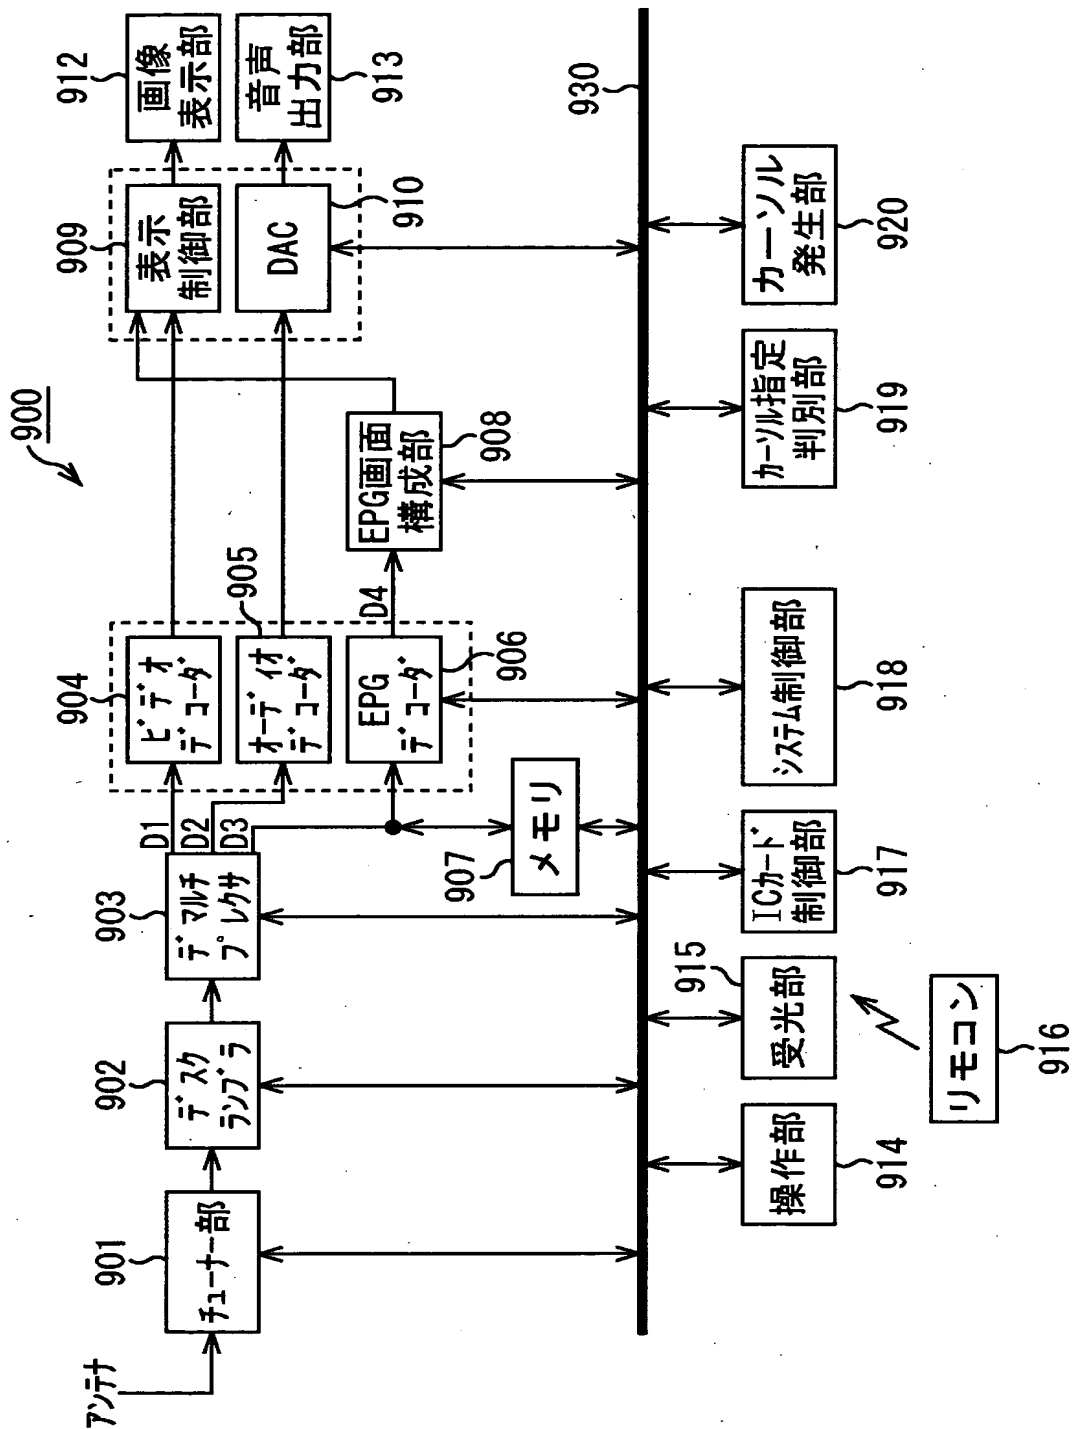 900
アンテナ
901
チューナー部
902
デスク
ランブラ
903
デマルチ
プレクサ
D1
D2
D3
904
ビデオ
デコーダ
905
オーディオ
デコーダ
906
EPG
デコーダ
D4
907
メモリ
908
EPG画面
構成部
909
表示
制御部
910
DAC
912
画像
表示部
913
音声
出力部
930
914
操作部
915
受光部
916
リモコン
917
ICカード
制御部
918
システム制御部
919
カーソル指定
判別部
920
カーソル
発生部